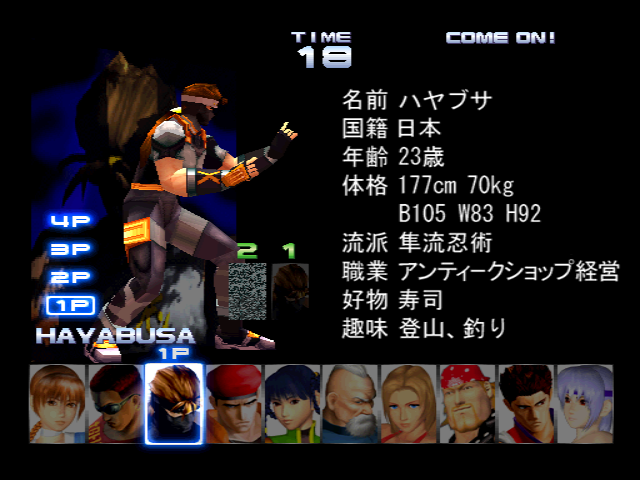 TIME
18
COME ON!
名前 ハヤブサ
国籍 日本
年齢 23歳
体格 177cm 70kg
B105 W83 H92
流派 隼流忍術
職業 アンティークショップ経営
好物 寿司
趣味 登山、釣り
4P
3P
2P
1P
2 1
HAYABUSA
1P